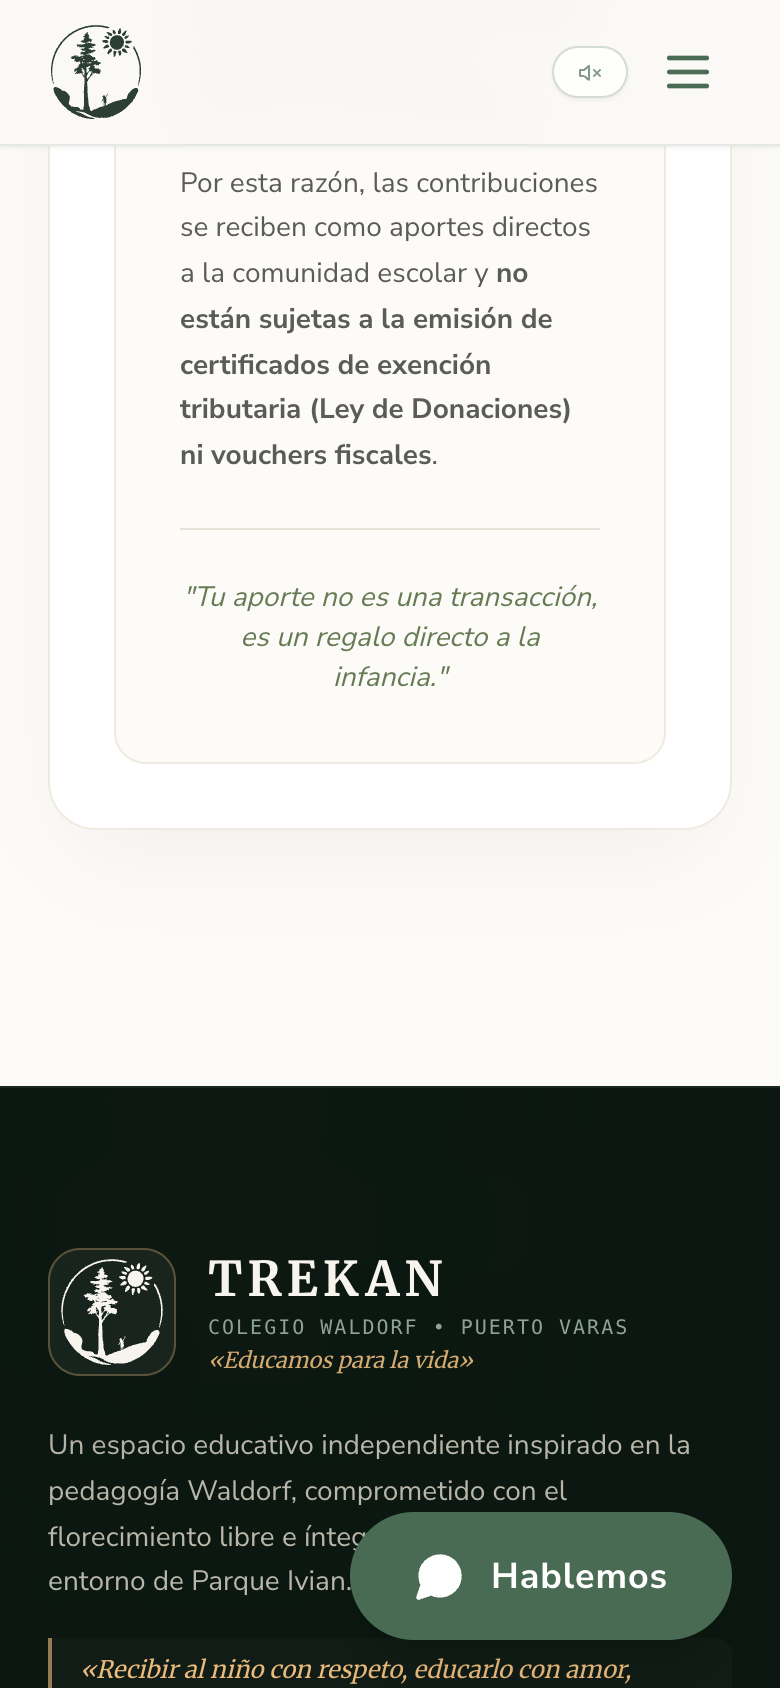 Por esta razón, las contribuciones
se reciben como aportes directos
a la comunidad escolar y no
están sujetas a la emisión de
certificados de exención
tributaria (Ley de Donaciones)
ni vouchers fiscales.
"Tu aporte no es una transacción,
es un regalo directo a la
infancia."
TREKAN
COLEGIO WALDORF • PUERTO VARAS
«Educamos para la vida»
Un espacio educativo independiente inspirado en la
pedagogía Waldorf, comprometido con el
florecimiento libre e
entorno de Parque Ivian.
Hablemos
«Recibir al niño con respeto, educarlo con amor,